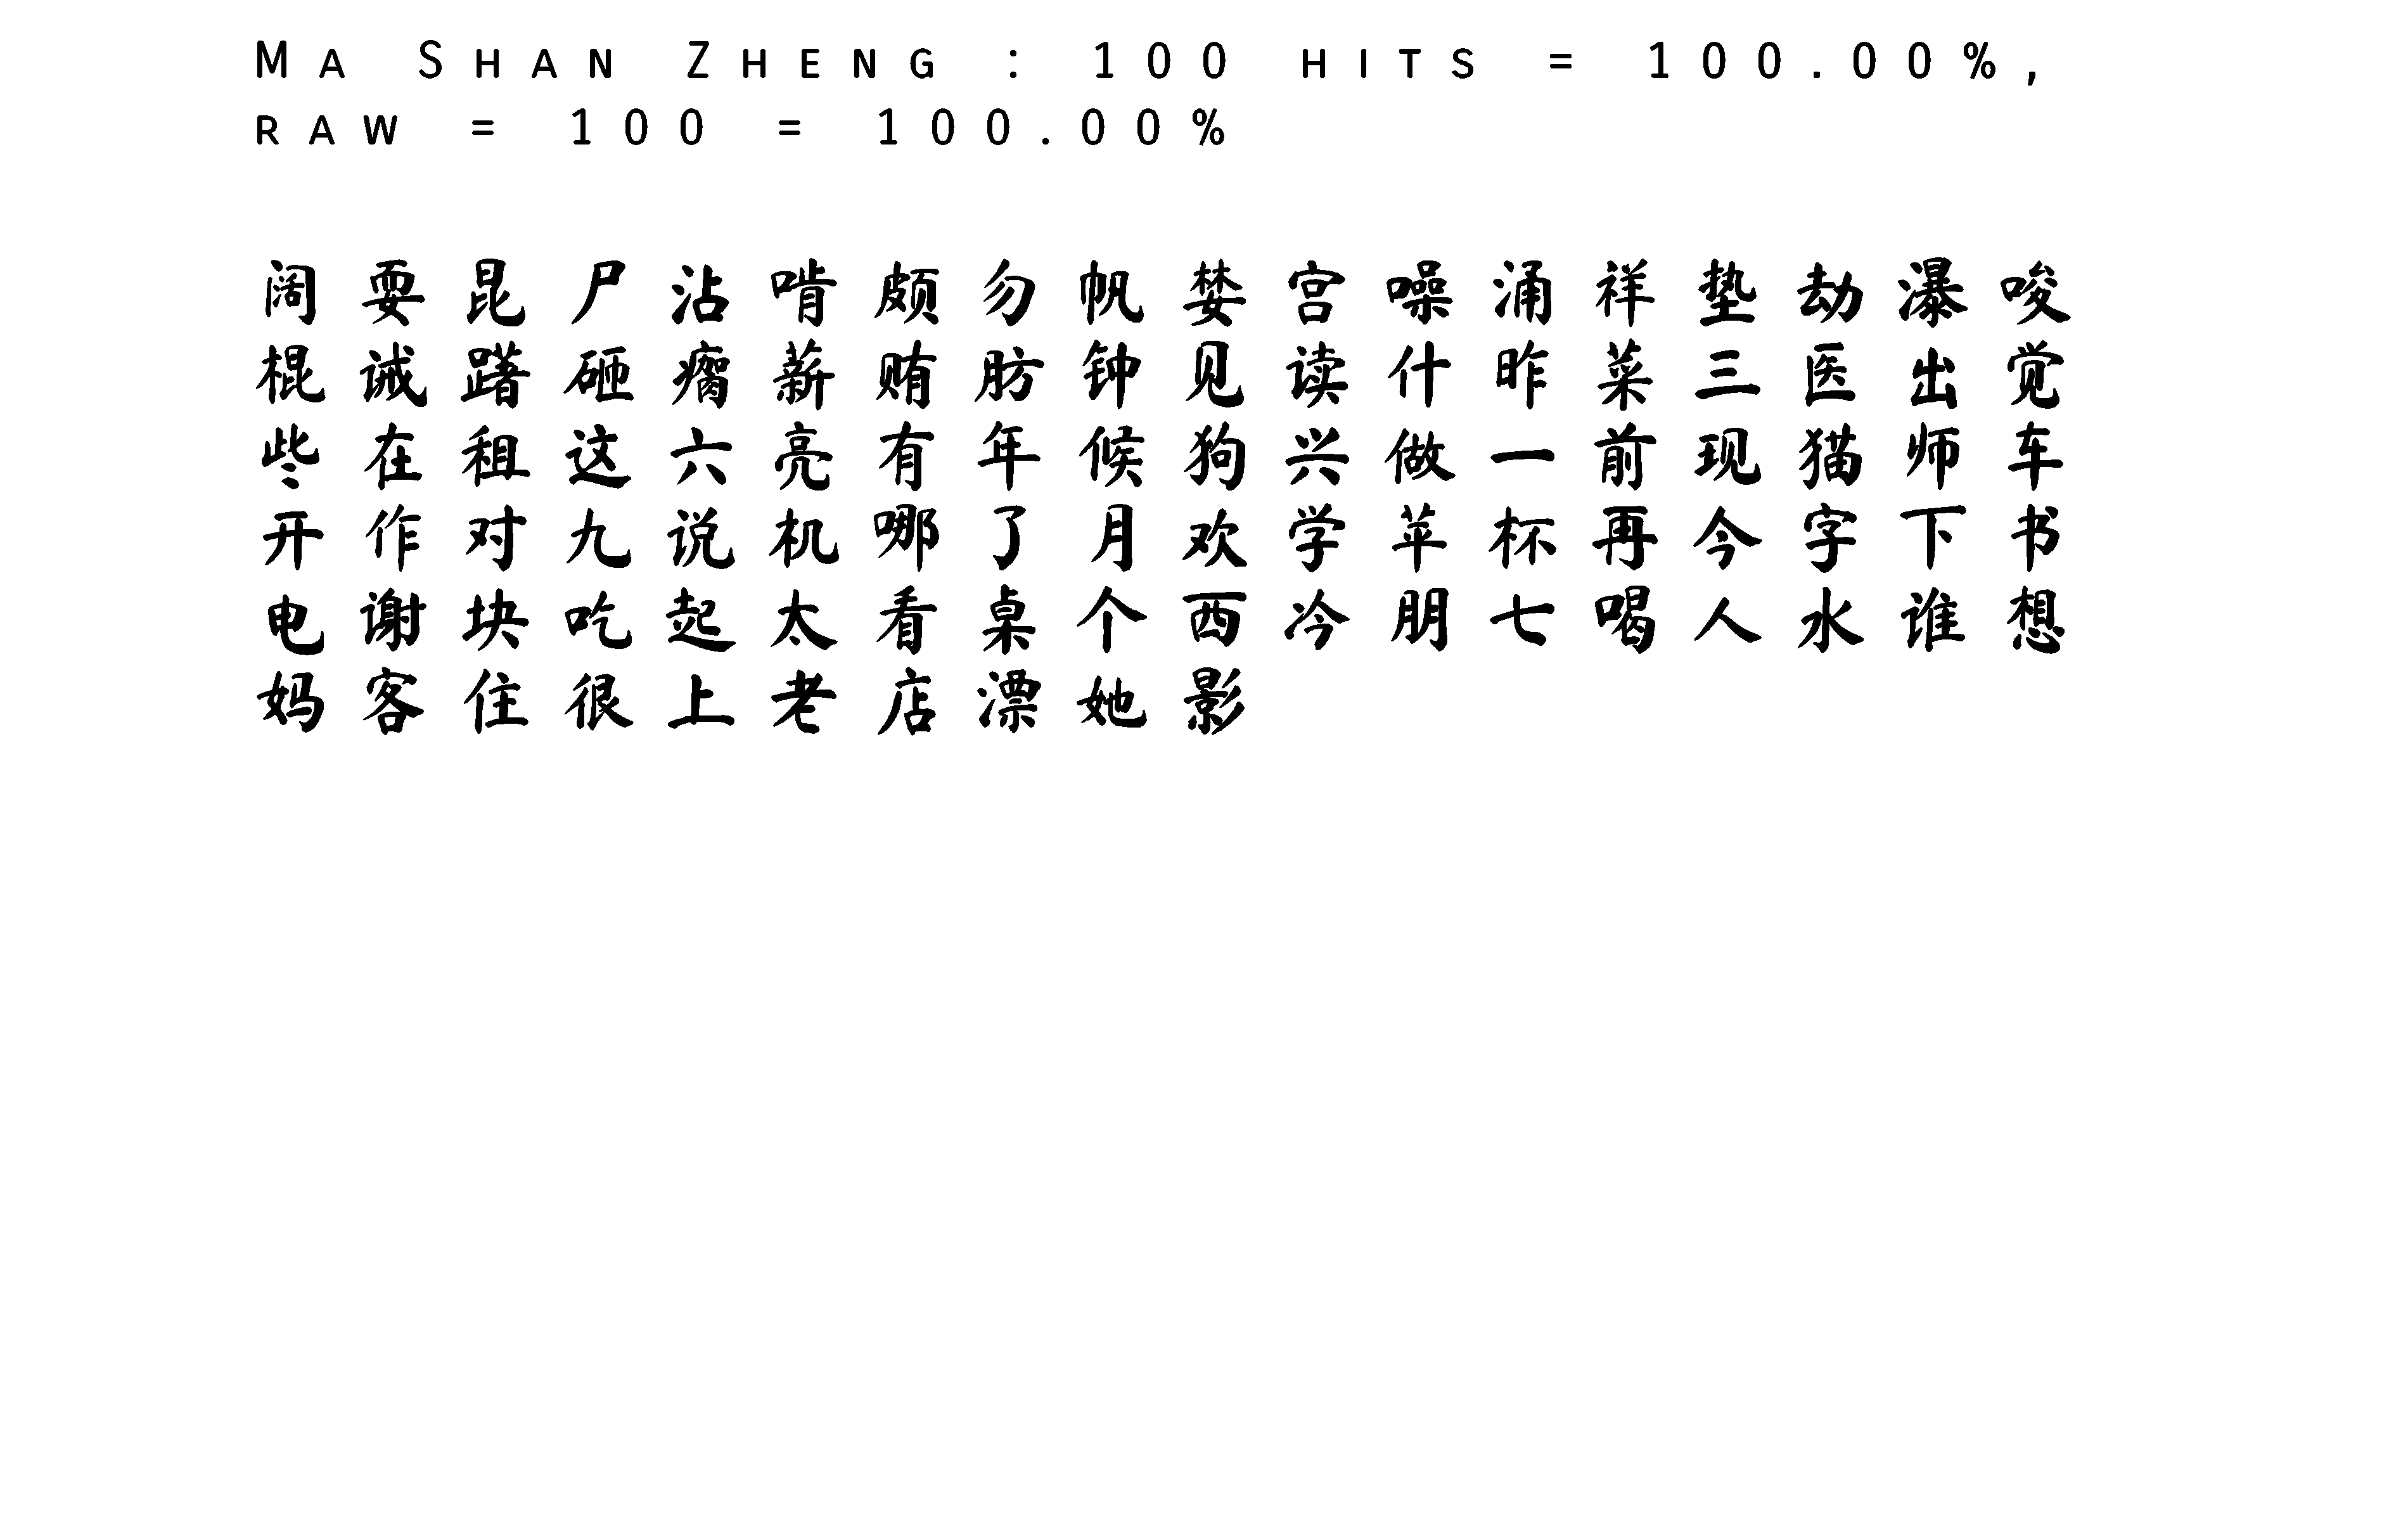 Ma Shan Zheng : 100 hits = 100.00%,
raw = 100 = 100.00%
阔耍昆尸沾啃颇勿帆婪宫噪涌祥垫劫瀑唆
棍诫躇砸瘸薪贿肪钟见读什昨菜三医出觉
些在租这六亮有年候狗兴做一前现猫师车
开作对九说机哪了月欢学苹杯再今字下书
电谢块吃起太看桌个西冷朋七喝人水谁想
妈客住很上老店漂她影